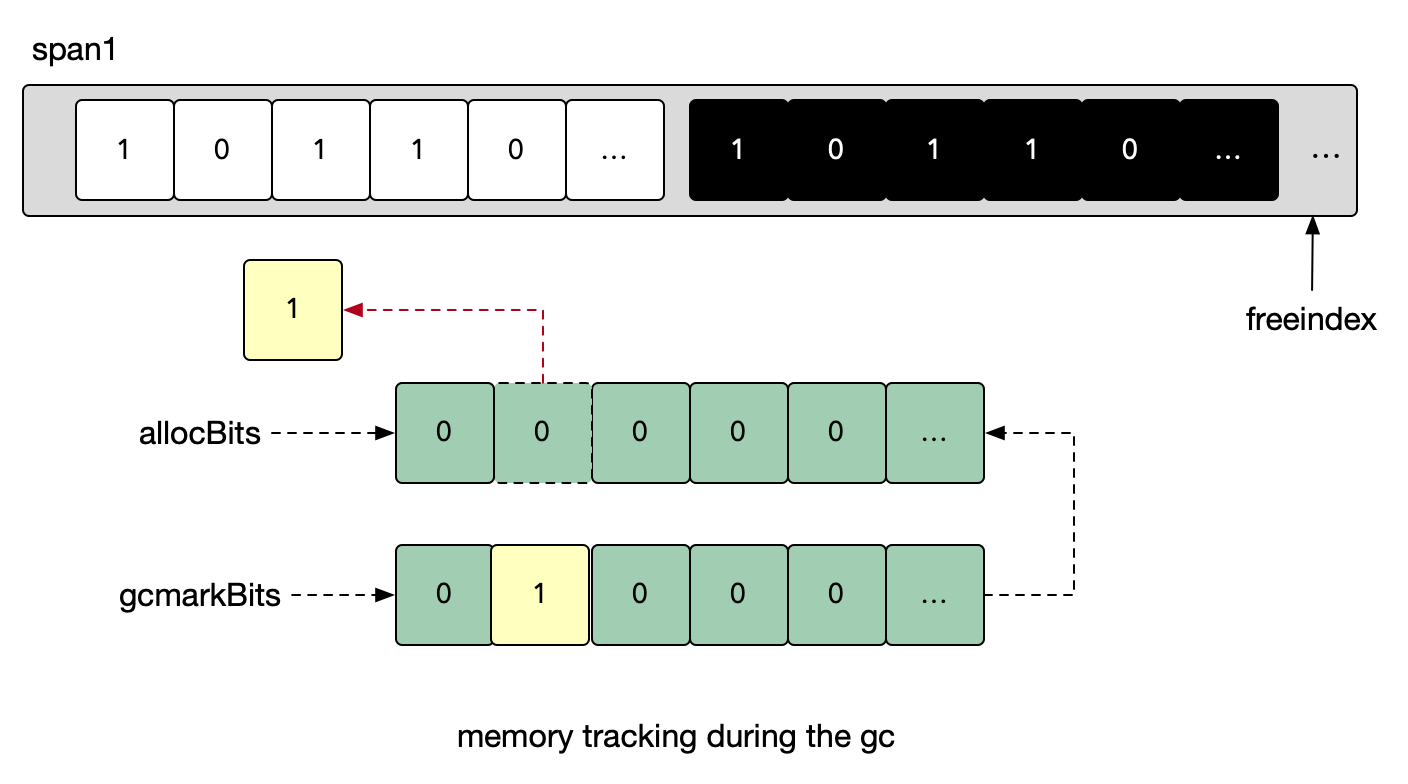 span1
1 0 1 1 0 ... 1 0 1 1 0 ... ...
1
freeindex
allocBits 0 0 0 0 0 ...
gcmarkBits 0 1 0 0 0 ...
memory tracking during the gc